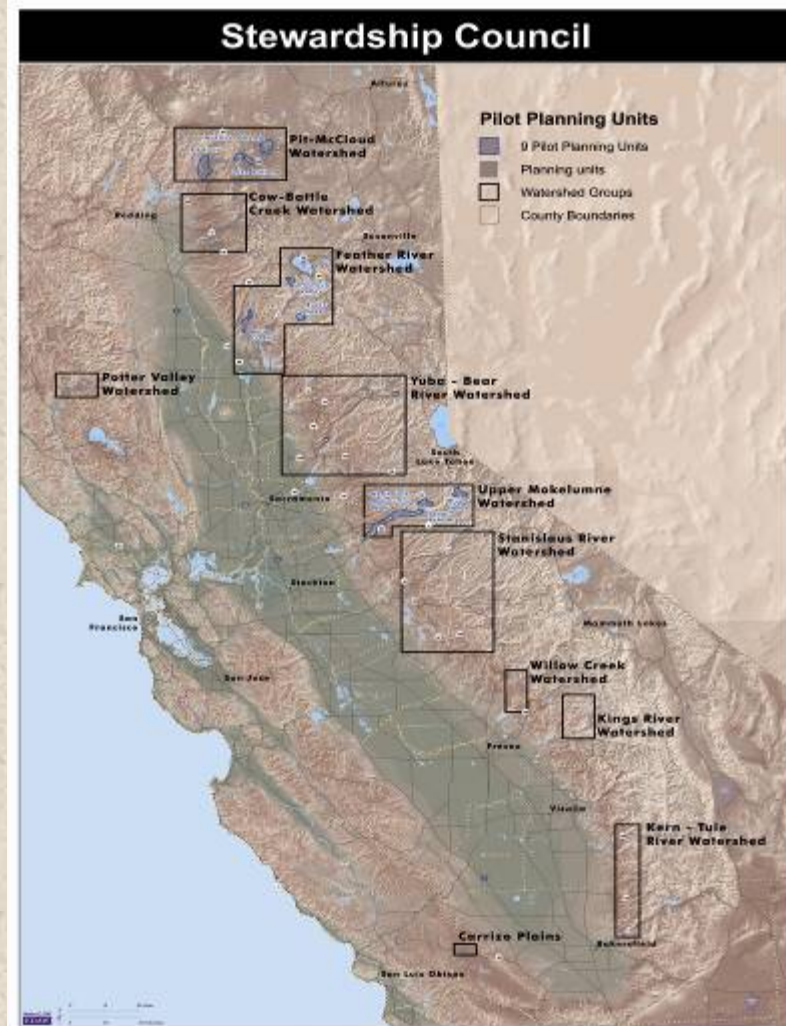 Stewardship Council
Alturas
Pilot Planning Units
9 Pilot Planning Units
Planning units
Watershed Groups
County Boundaries
Pit-McCloud
Watershed
Cow-Battle
Creek Watershed
Redding
Susanville
Feather River
Watershed
Potter Valley
Watershed
Yuba - Bear
River Watershed
South
Lake Tahoe
Sacramento
Upper Mokelumne
Watershed
Stanislaus River
Watershed
Stockton
San
Francisco
Mammoth Lakes
San Jose
Willow Creek
Watershed
Kings River
Watershed
Fresno
Visalia
Kern - Tule
River Watershed
Carrizo Plains
Bakersfield
San Luis Obispo